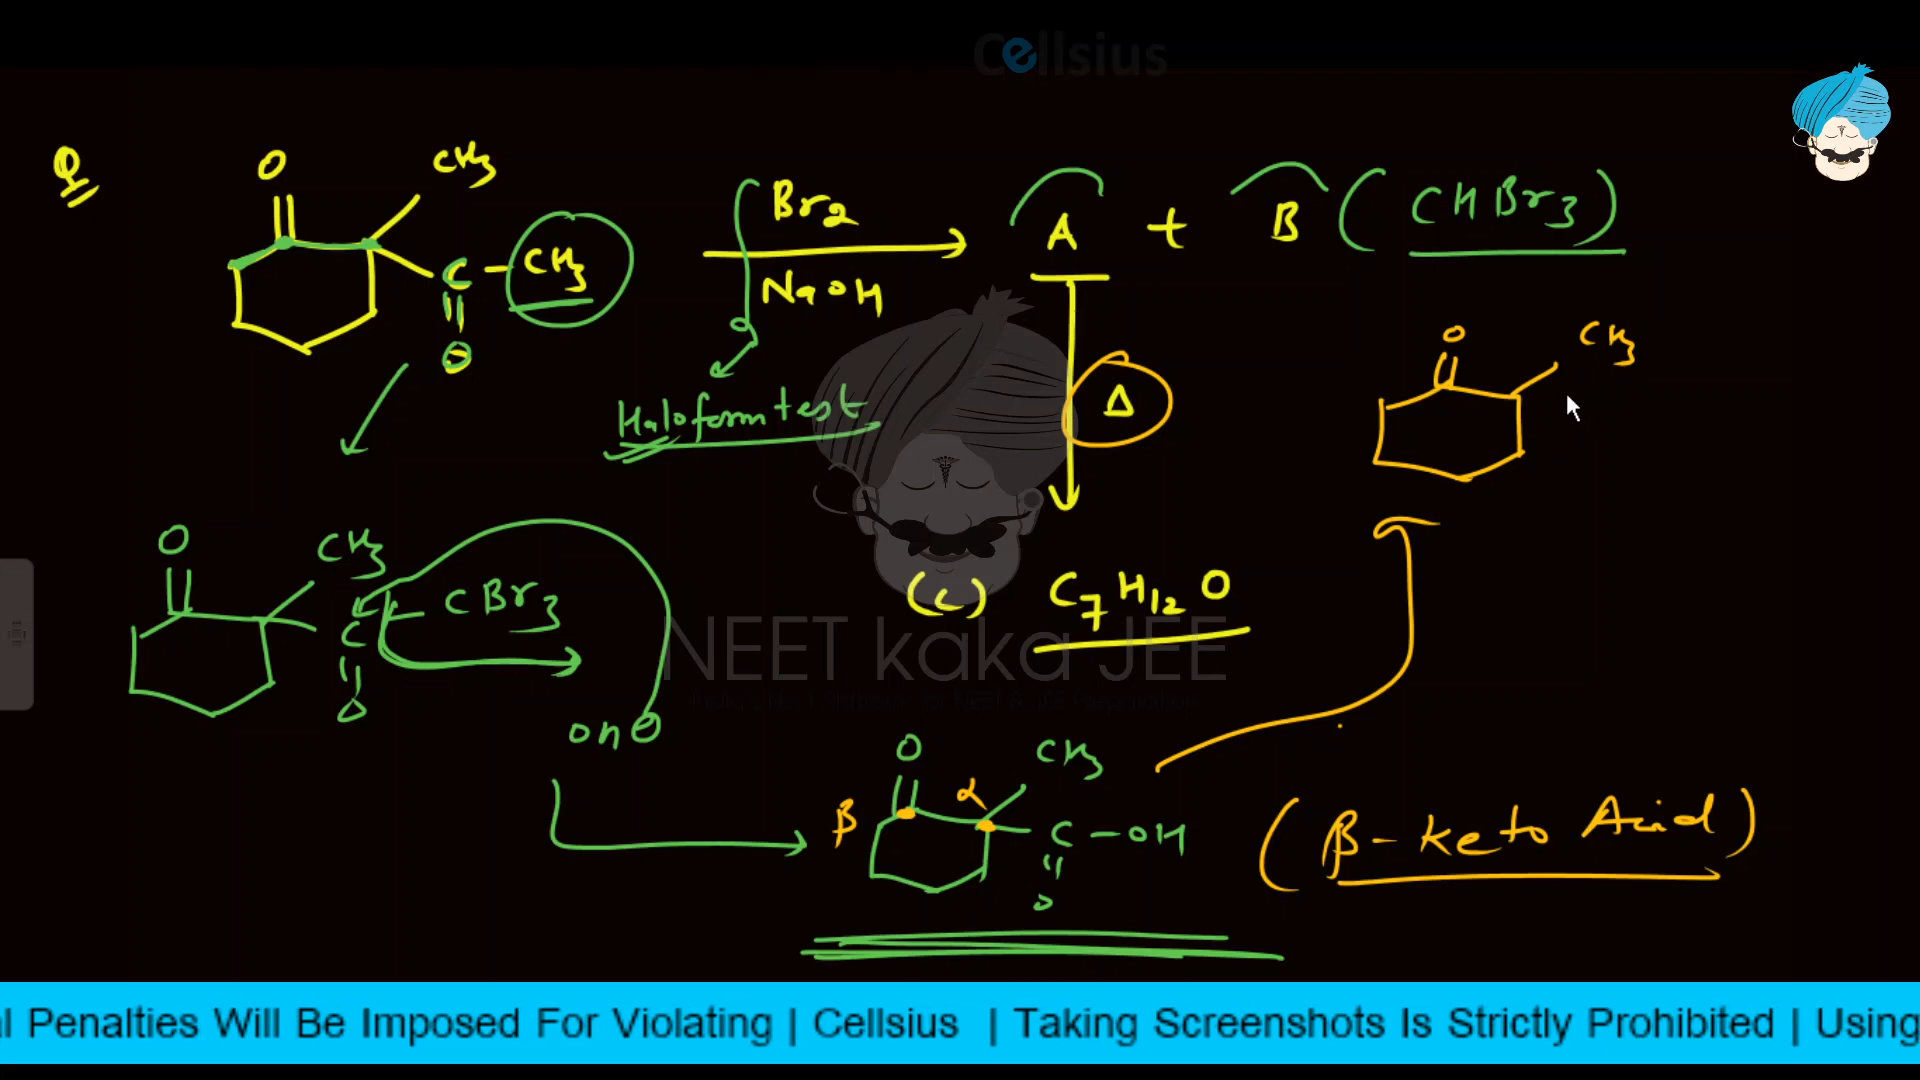 Cellsius
Q
O
CH3
C - CH3
O
Br2
NaOH
A + B (CHBr3)
Haloform test
Δ
O
CH3
O
CH3
C - CBr3
O
OH⊖
(C) C7H12O
NEET kaka JEE
O
CH3
β
α
C - OH
O
(β - Keto Acid)
al Penalties Will Be Imposed For Violating | Cellsius | Taking Screenshots Is Strictly Prohibited | Using